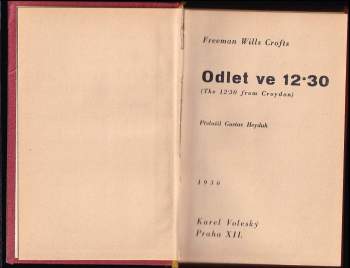 Freeman Wills Crofts
Odlet ve 12·30
(The 12·30 from Croydon)
Přeložil Gustav Heyduk
1936
Karel Voleský
Praha XII.